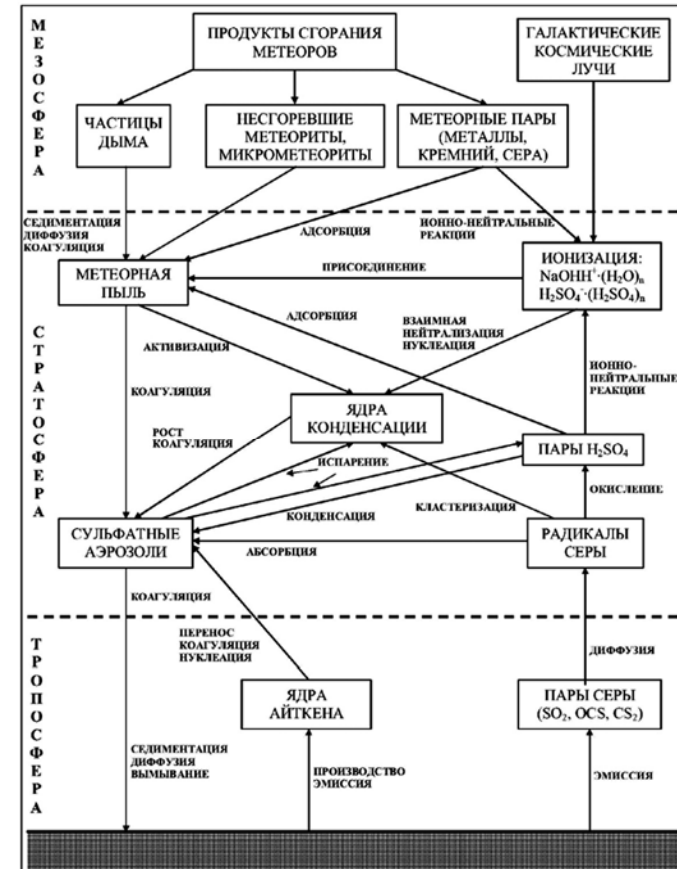 МЕЗОСФЕРА
ПРОДУКТЫ СГОРАНИЯ
МЕТЕОРОВ
ГАЛАКТИЧЕСКИЕ
КОСМИЧЕСКИЕ
ЛУЧИ
ЧАСТИЦЫ
ДЫМА
НЕСГОРЕВШИЕ
МЕТЕОРИТЫ,
МИКРОМЕТЕОРИТЫ
МЕТЕОРНЫЕ ПАРЫ
(МЕТАЛЛЫ,
КРЕМНИЙ, СЕРА)
СТРАТОСФЕРА
СЕДИМЕНТАЦИЯ
ДИФФУЗИЯ
КОАГУЛЯЦИЯ
АДСОРБЦИЯ
ИОННО-НЕЙТРАЛЬНЫЕ
РЕАКЦИИ
МЕТЕОРНАЯ
ПЫЛЬ
ПРИСОЕДИНЕНИЕ
ИОНИЗАЦИЯ:
NaOHH⁺·(H₂O)ₙ
H₂SO₄⁻·(H₂SO₄)ₙ
АДСОРБЦИЯ
ВЗАИМНАЯ
НЕЙТРАЛИЗАЦИЯ
НУКЛЕАЦИЯ
АКТИВИЗАЦИЯ
ИОННО-
НЕЙТРАЛЬНЫЕ
РЕАКЦИИ
КОАГУЛЯЦИЯ
ЯДРА
КОНДЕНСАЦИИ
РОСТ
КОАГУЛЯЦИЯ
ИСПАРЕНИЕ
ПАРЫ H₂SO₄
ОКИСЛЕНИЕ
КЛАСТЕРИЗАЦИЯ
КОНДЕНСАЦИЯ
СУЛЬФАТНЫЕ
АЭРОЗОЛИ
АБСОРБЦИЯ
РАДИКАЛЫ
СЕРЫ
КОАГУЛЯЦИЯ
ТРОПОСФЕРА
ПЕРЕНОС
КОАГУЛЯЦИЯ
НУКЛЕАЦИЯ
ДИФФУЗИЯ
ЯДРА
АЙТКЕНА
ПАРЫ СЕРЫ
(SO₂, OCS, CS₂)
СЕДИМЕНТАЦИЯ
ДИФФУЗИЯ
ВЫМЫВАНИЕ
ПРОИЗВОДСТВО
ЭМИССИЯ
ЭМИССИЯ